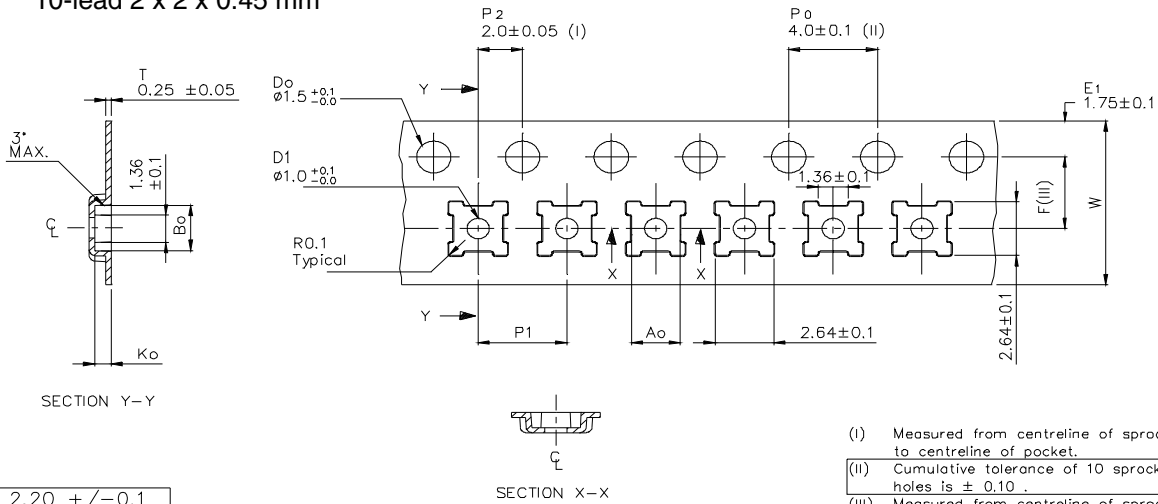 10-lead 2 x 2 x 0.45 mm
P2
2.0±0.05 (I)
Po
4.0±0.1 (II)
T
0.25 ±0.05
Do
ø1.5 +0.1 -0.0
Y
E1
1.75±0.1
3° MAX.
1.36 ±0.1
D1
ø1.0 +0.1 -0.0
1.36±0.1
F(III)
W
Bo
R0.1
Typical
X
X
Y
P1
Ao
2.64±0.1
2.64±0.1
Ko
SECTION Y-Y
SECTION X-X
(I) Measured from centreline of
to centreline of pocket.
(II) Cumulative tolerance of 10
holes is ± 0.10 .
(III) Measured from centreline of
2.20 +/-0.1